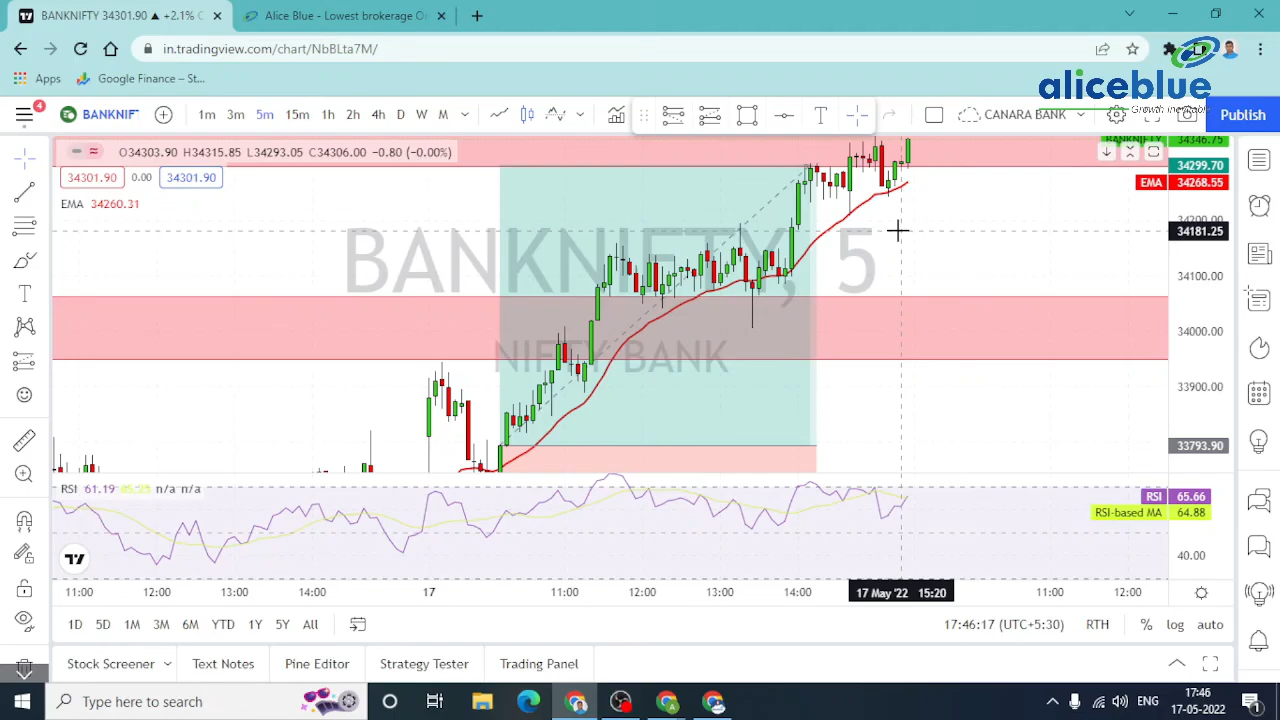 BANKNIFTY 34301.90 ▲ +2.1% C
Alice Blue - Lowest brokerage On
in.tradingview.com/chart/NbBLta7M/
Apps Google Finance – St...
aliceblue
4 BANKNIF 1m 3m 5m 15m 1h 2h 4h D W M CANARA BANK Publish
O34303.90 H34315.85 L34293.05 C34306.00 -0.80 (-0.00%)
BANKNIFTY 34346.75
34301.90 0.00 34301.90
34299.70
EMA 34268.55
EMA 34260.31
34200.00
34181.25
BANKNIFTY, 5
34100.00
34000.00
NIFTY BANK
33900.00
33793.90
RSI 61.19 n/a n/a
RSI 65.66
RSI-based MA 64.88
40.00
11:00 12:00 13:00 14:00 17 11:00 12:00 13:00 14:00 17 May '22 15:20 11:00 12:00
1D 5D 1M 3M 6M YTD 1Y 5Y All 17:46:17 (UTC+5:30) RTH % log auto
Stock Screener Text Notes Pine Editor Strategy Tester Trading Panel
Type here to search ENG 17:46
17-05-2022 1